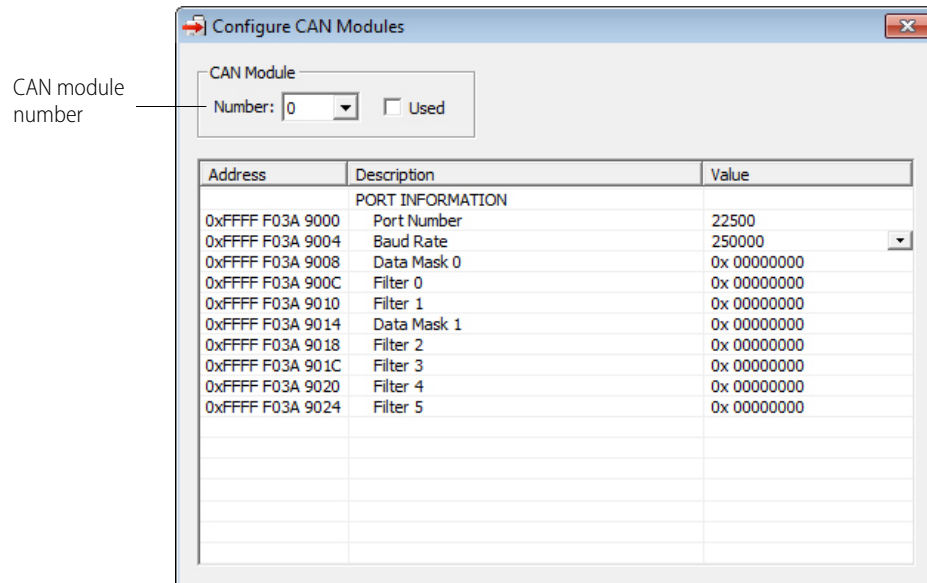 Configure CAN Modules
CAN module
number
CAN Module
Number: 0 Used
Address Description Value
PORT INFORMATION
0xFFFF F03A 9000 Port Number 22500
0xFFFF F03A 9004 Baud Rate 250000
0xFFFF F03A 9008 Data Mask 0 0x 00000000
0xFFFF F03A 900C Filter 0 0x 00000000
0xFFFF F03A 9010 Filter 1 0x 00000000
0xFFFF F03A 9014 Data Mask 1 0x 00000000
0xFFFF F03A 9018 Filter 2 0x 00000000
0xFFFF F03A 901C Filter 3 0x 00000000
0xFFFF F03A 9020 Filter 4 0x 00000000
0xFFFF F03A 9024 Filter 5 0x 00000000